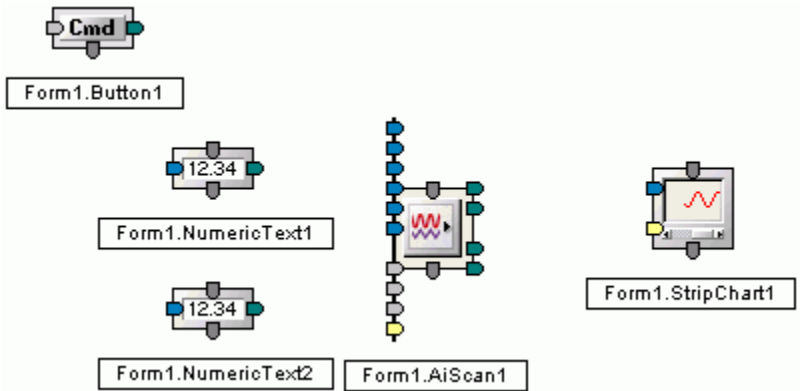 Cmd
Form1.Button1
12.34
Form1.NumericText1
Form1.StripChart1
12.34
Form1.NumericText2
Form1.AiScan1